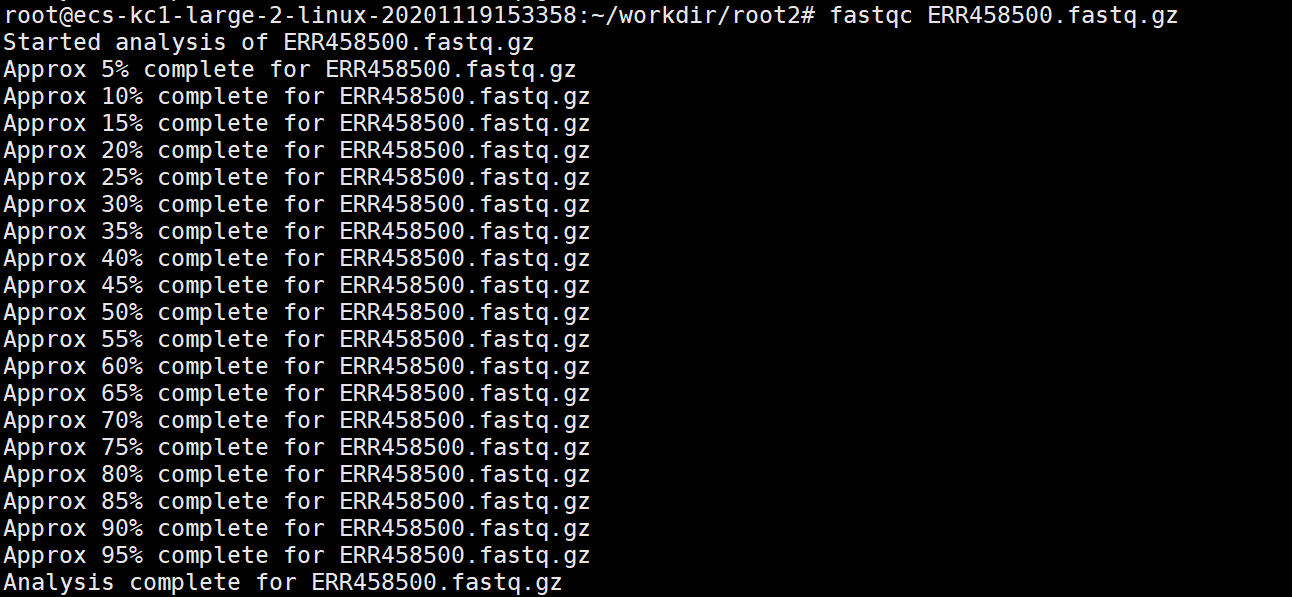 root@ecs-kc1-large-2-linux-20201119153358:~/workdir/root2# fastqc ERR458500.fastq.gz
Started analysis of ERR458500.fastq.gz
Approx 5% complete for ERR458500.fastq.gz
Approx 10% complete for ERR458500.fastq.gz
Approx 15% complete for ERR458500.fastq.gz
Approx 20% complete for ERR458500.fastq.gz
Approx 25% complete for ERR458500.fastq.gz
Approx 30% complete for ERR458500.fastq.gz
Approx 35% complete for ERR458500.fastq.gz
Approx 40% complete for ERR458500.fastq.gz
Approx 45% complete for ERR458500.fastq.gz
Approx 50% complete for ERR458500.fastq.gz
Approx 55% complete for ERR458500.fastq.gz
Approx 60% complete for ERR458500.fastq.gz
Approx 65% complete for ERR458500.fastq.gz
Approx 70% complete for ERR458500.fastq.gz
Approx 75% complete for ERR458500.fastq.gz
Approx 80% complete for ERR458500.fastq.gz
Approx 85% complete for ERR458500.fastq.gz
Approx 90% complete for ERR458500.fastq.gz
Approx 95% complete for ERR458500.fastq.gz
Analysis complete for ERR458500.fastq.gz